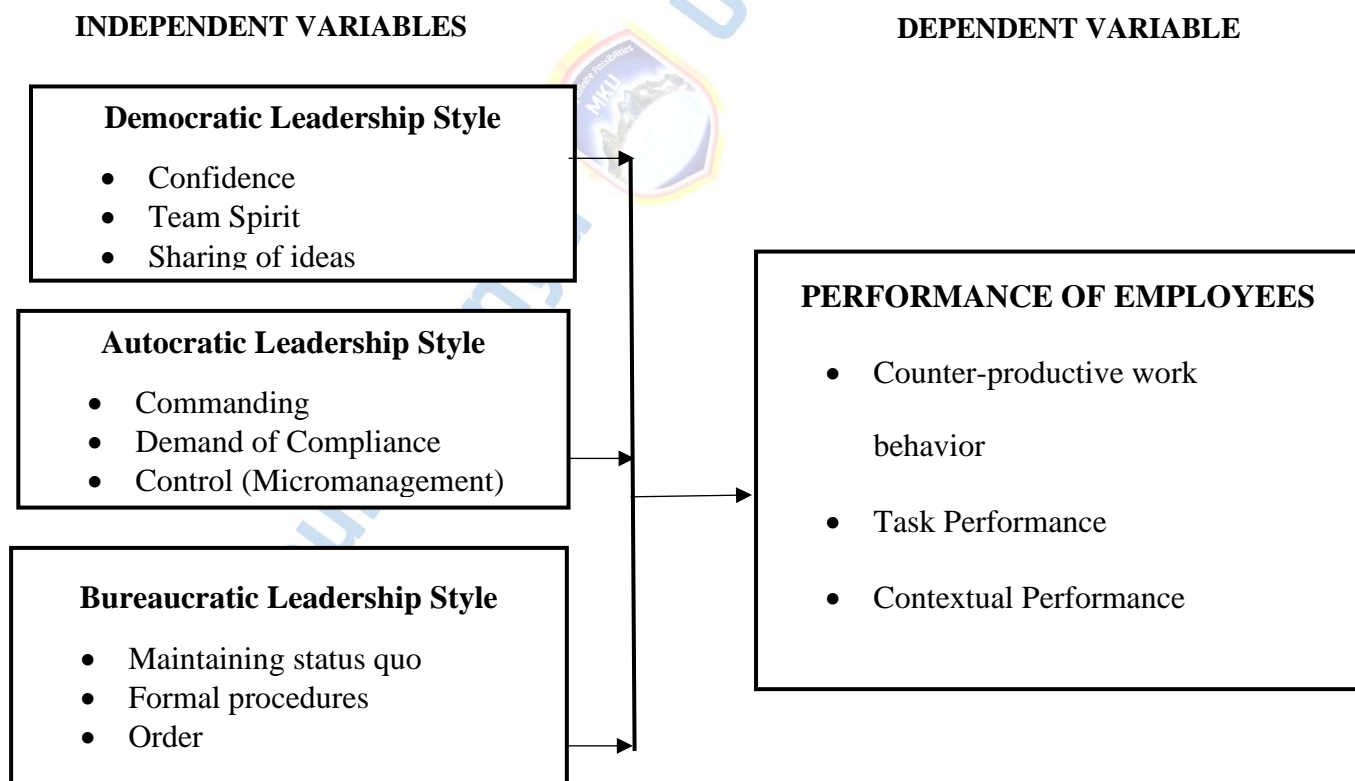 INDEPENDENT VARIABLES
DEPENDENT VARIABLE
Democratic Leadership Style
• Confidence
• Team Spirit
• Sharing of ideas
Autocratic Leadership Style
• Commanding
• Demand of Compliance
• Control (Micromanagement)
Bureaucratic Leadership Style
• Maintaining status quo
• Formal procedures
• Order
PERFORMANCE OF EMPLOYEES
• Counter-productive work
behavior
• Task Performance
• Contextual Performance
MKU